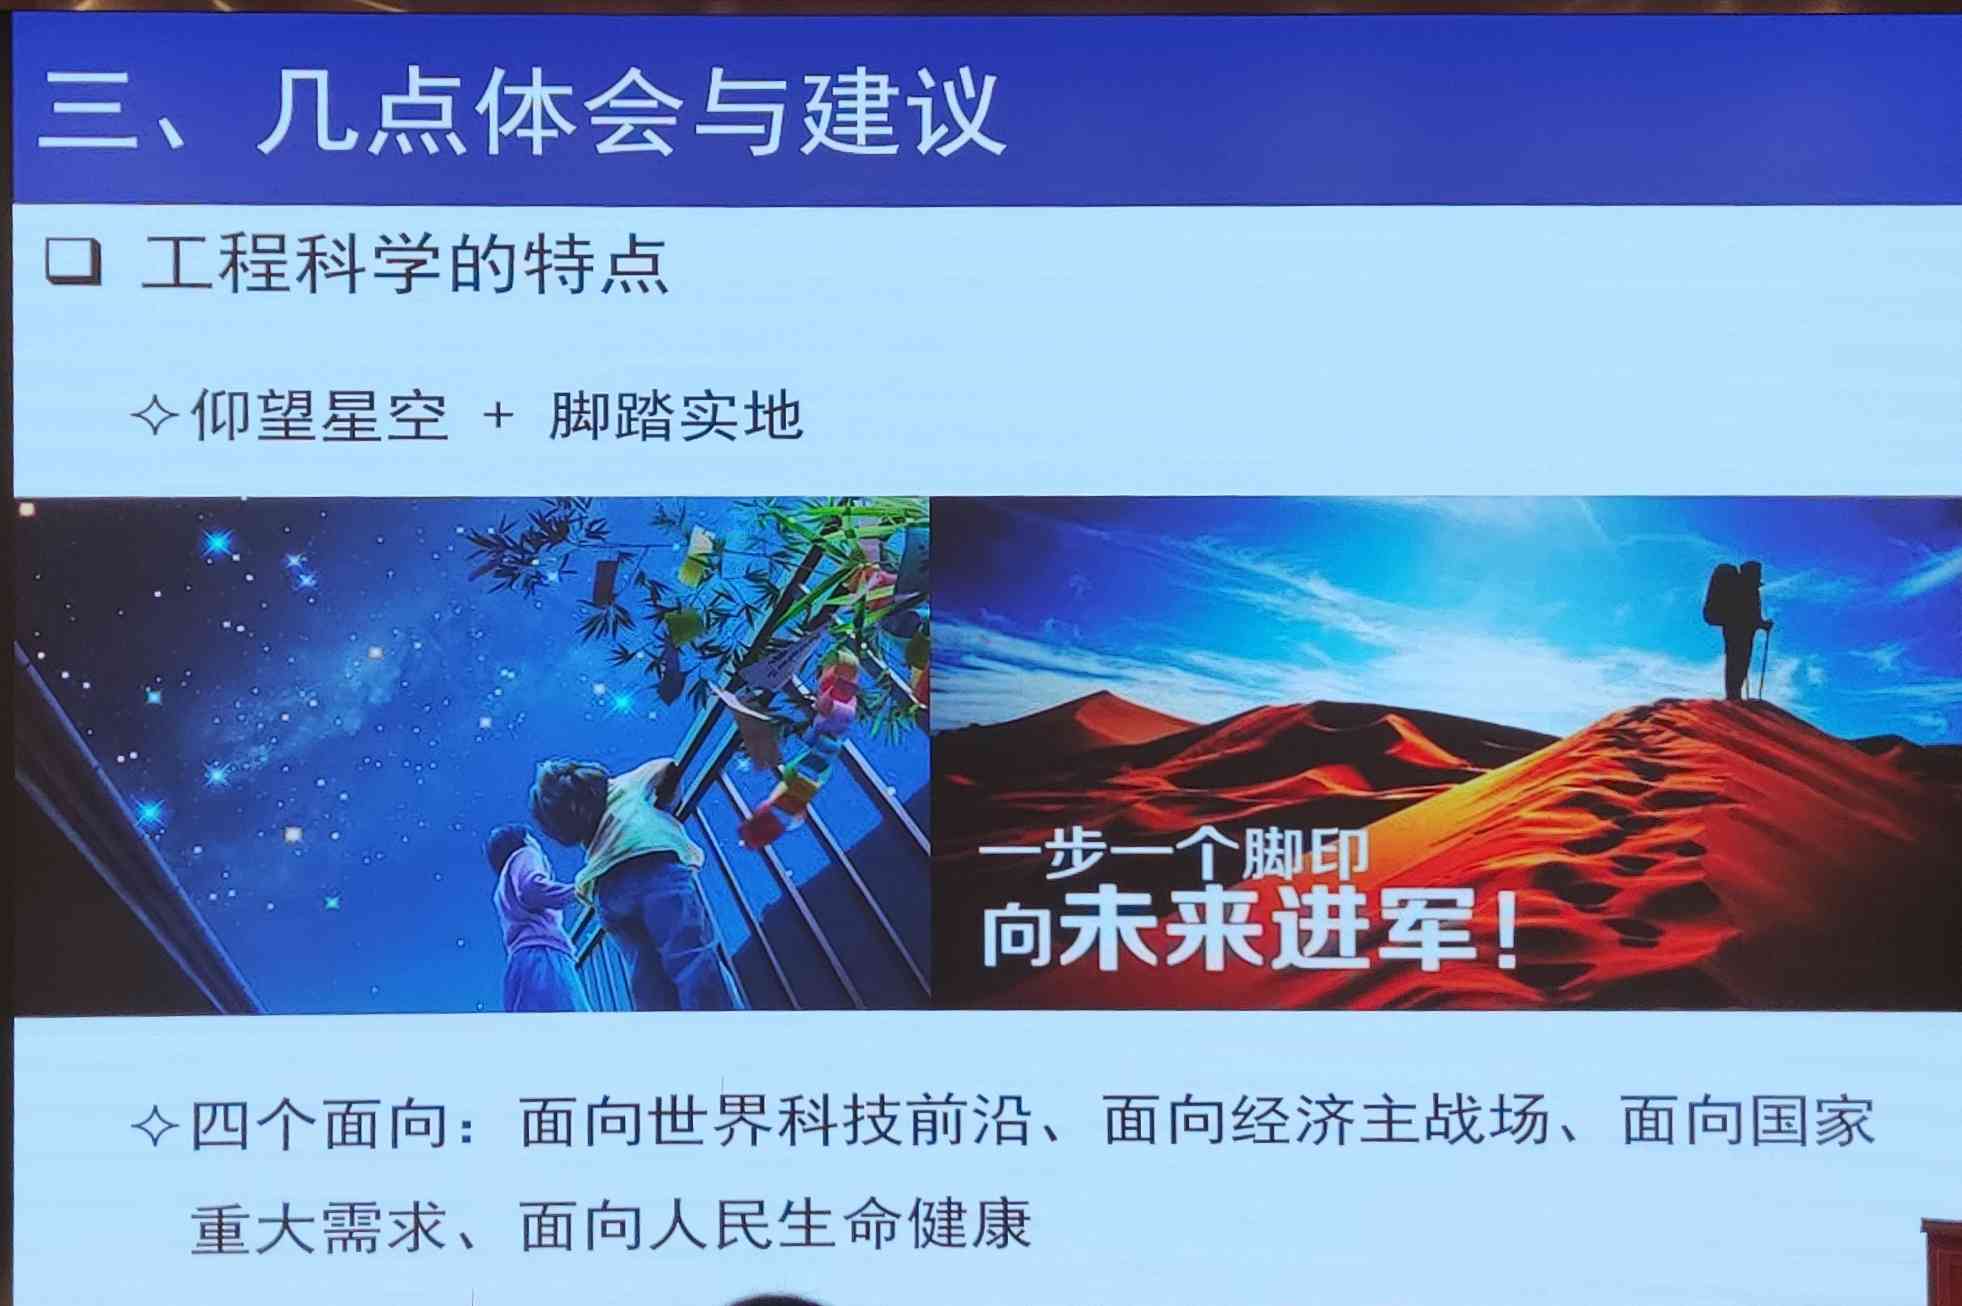 三、几点体会与建议
❑ 工程科学的特点
✧仰望星空 + 脚踏实地
一步一个脚印
向未来进军！
✧四个面向：面向世界科技前沿、面向经济主战场、面向国家
重大需求、面向人民生命健康